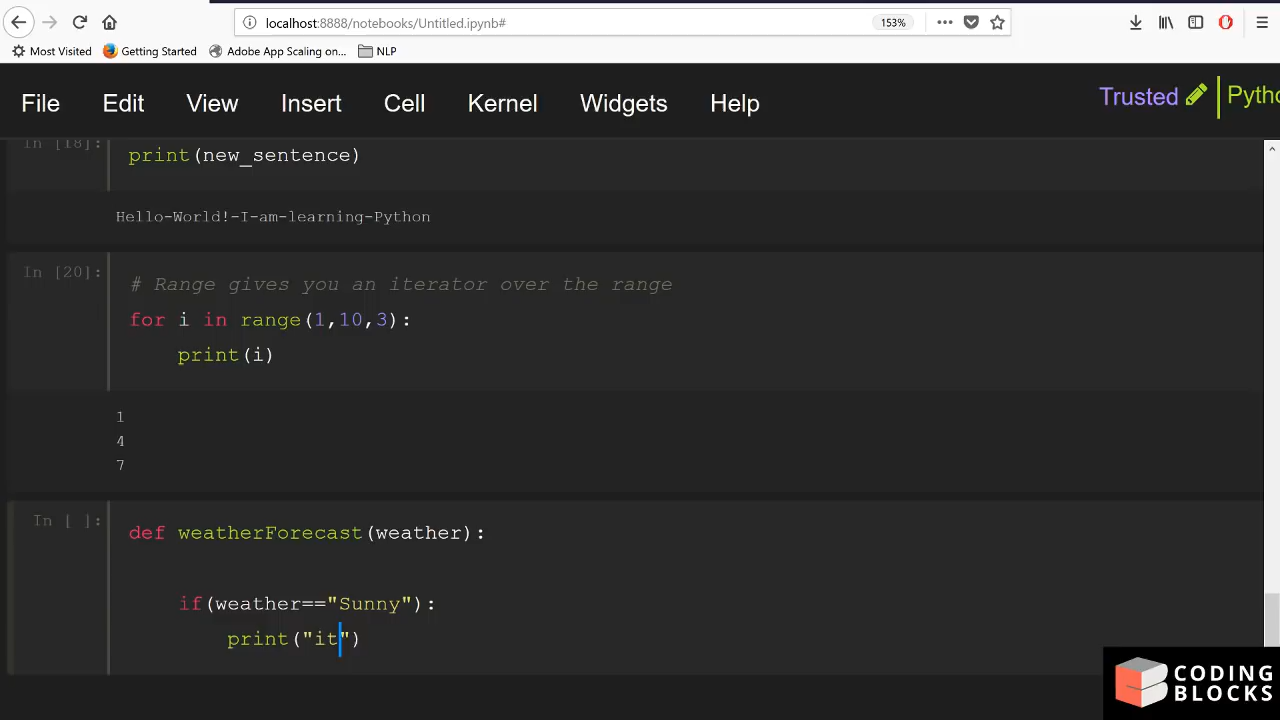 localhost:8888/notebooks/Untitled.ipynb#
153%
Most Visited
Getting Started
Adobe App Scaling on...
NLP
File
Edit
View
Insert
Cell
Kernel
Widgets
Help
Trusted
Pytho
In [18]:
print(new_sentence)
Hello-World!-I-am-learning-Python
In [20]:
# Range gives you an iterator over the range
for i in range(1,10,3):
print(i)
1
4
7
In [ ]:
def weatherForecast(weather):
if(weather=="Sunny"):
print("it")
CODING
BLOCKS